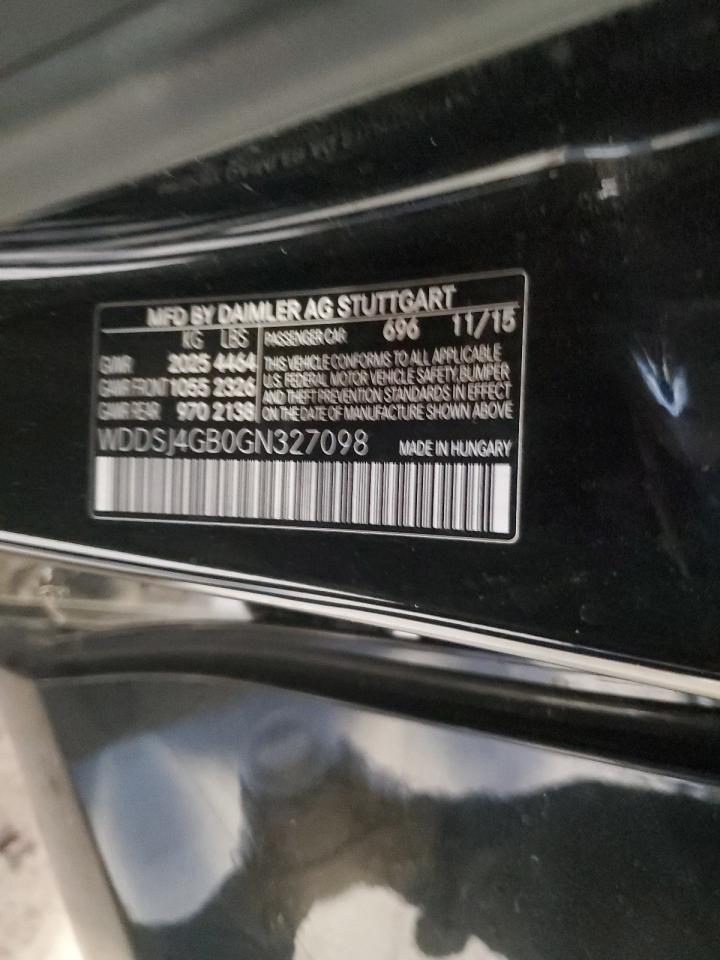 MFD BY DAIMLER AG STUTTGART
KG LBS PASSENGER CAR 696 11/15
GVWR 2025 4464 THIS VEHICLE CONFORMS TO ALL APPLICABLE
GAWR FRONT 1055 2326 U.S. FEDERAL MOTOR VEHICLE SAFETY, BUMPER
AND THEFT PREVENTION STANDARDS IN EFFECT
GAWR REAR 970 2138 ON THE DATE OF MANUFACTURE SHOWN ABOVE
WDDSJ4GB0GN327098 MADE IN HUNGARY